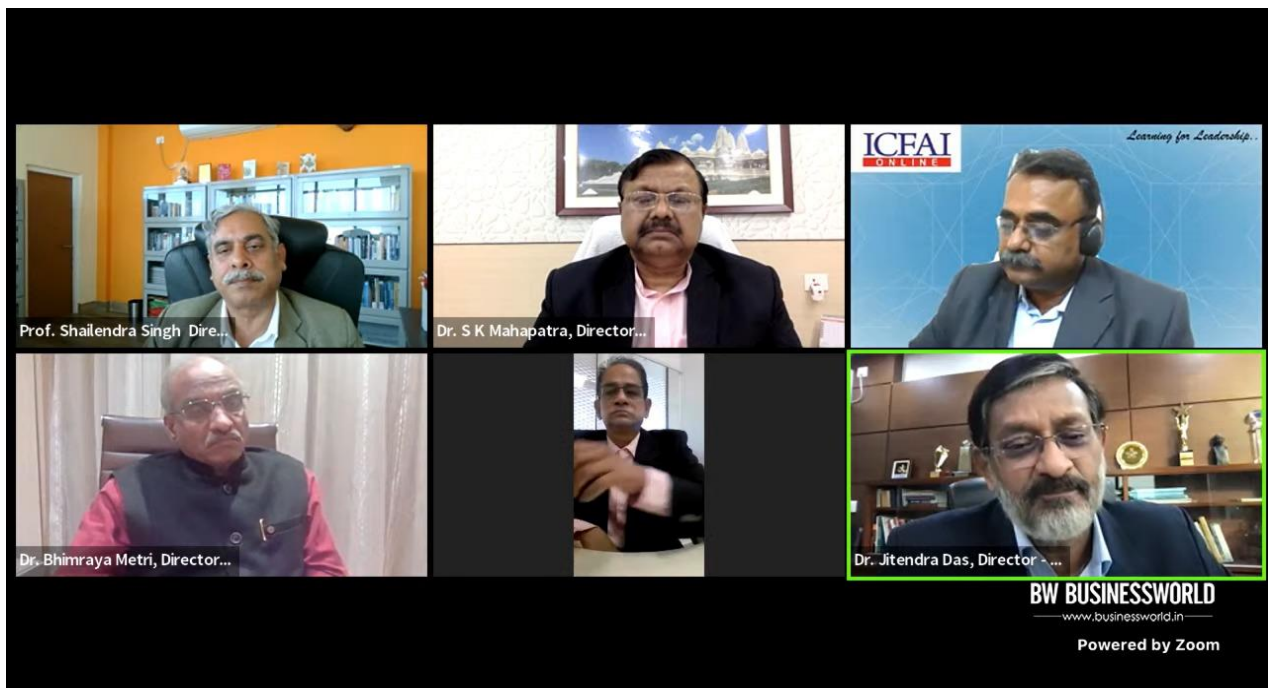 ICFAI
ONLINE
Learning for Leadership..
Prof. Shailendra Singh Dire...
Dr. S K Mahapatra, Director...
Dr. Bhimraya Metri, Director...
Dr. Jitendra Das, Director - ...
BW BUSINESSWORLD
www.businessworld.in
Powered by Zoom